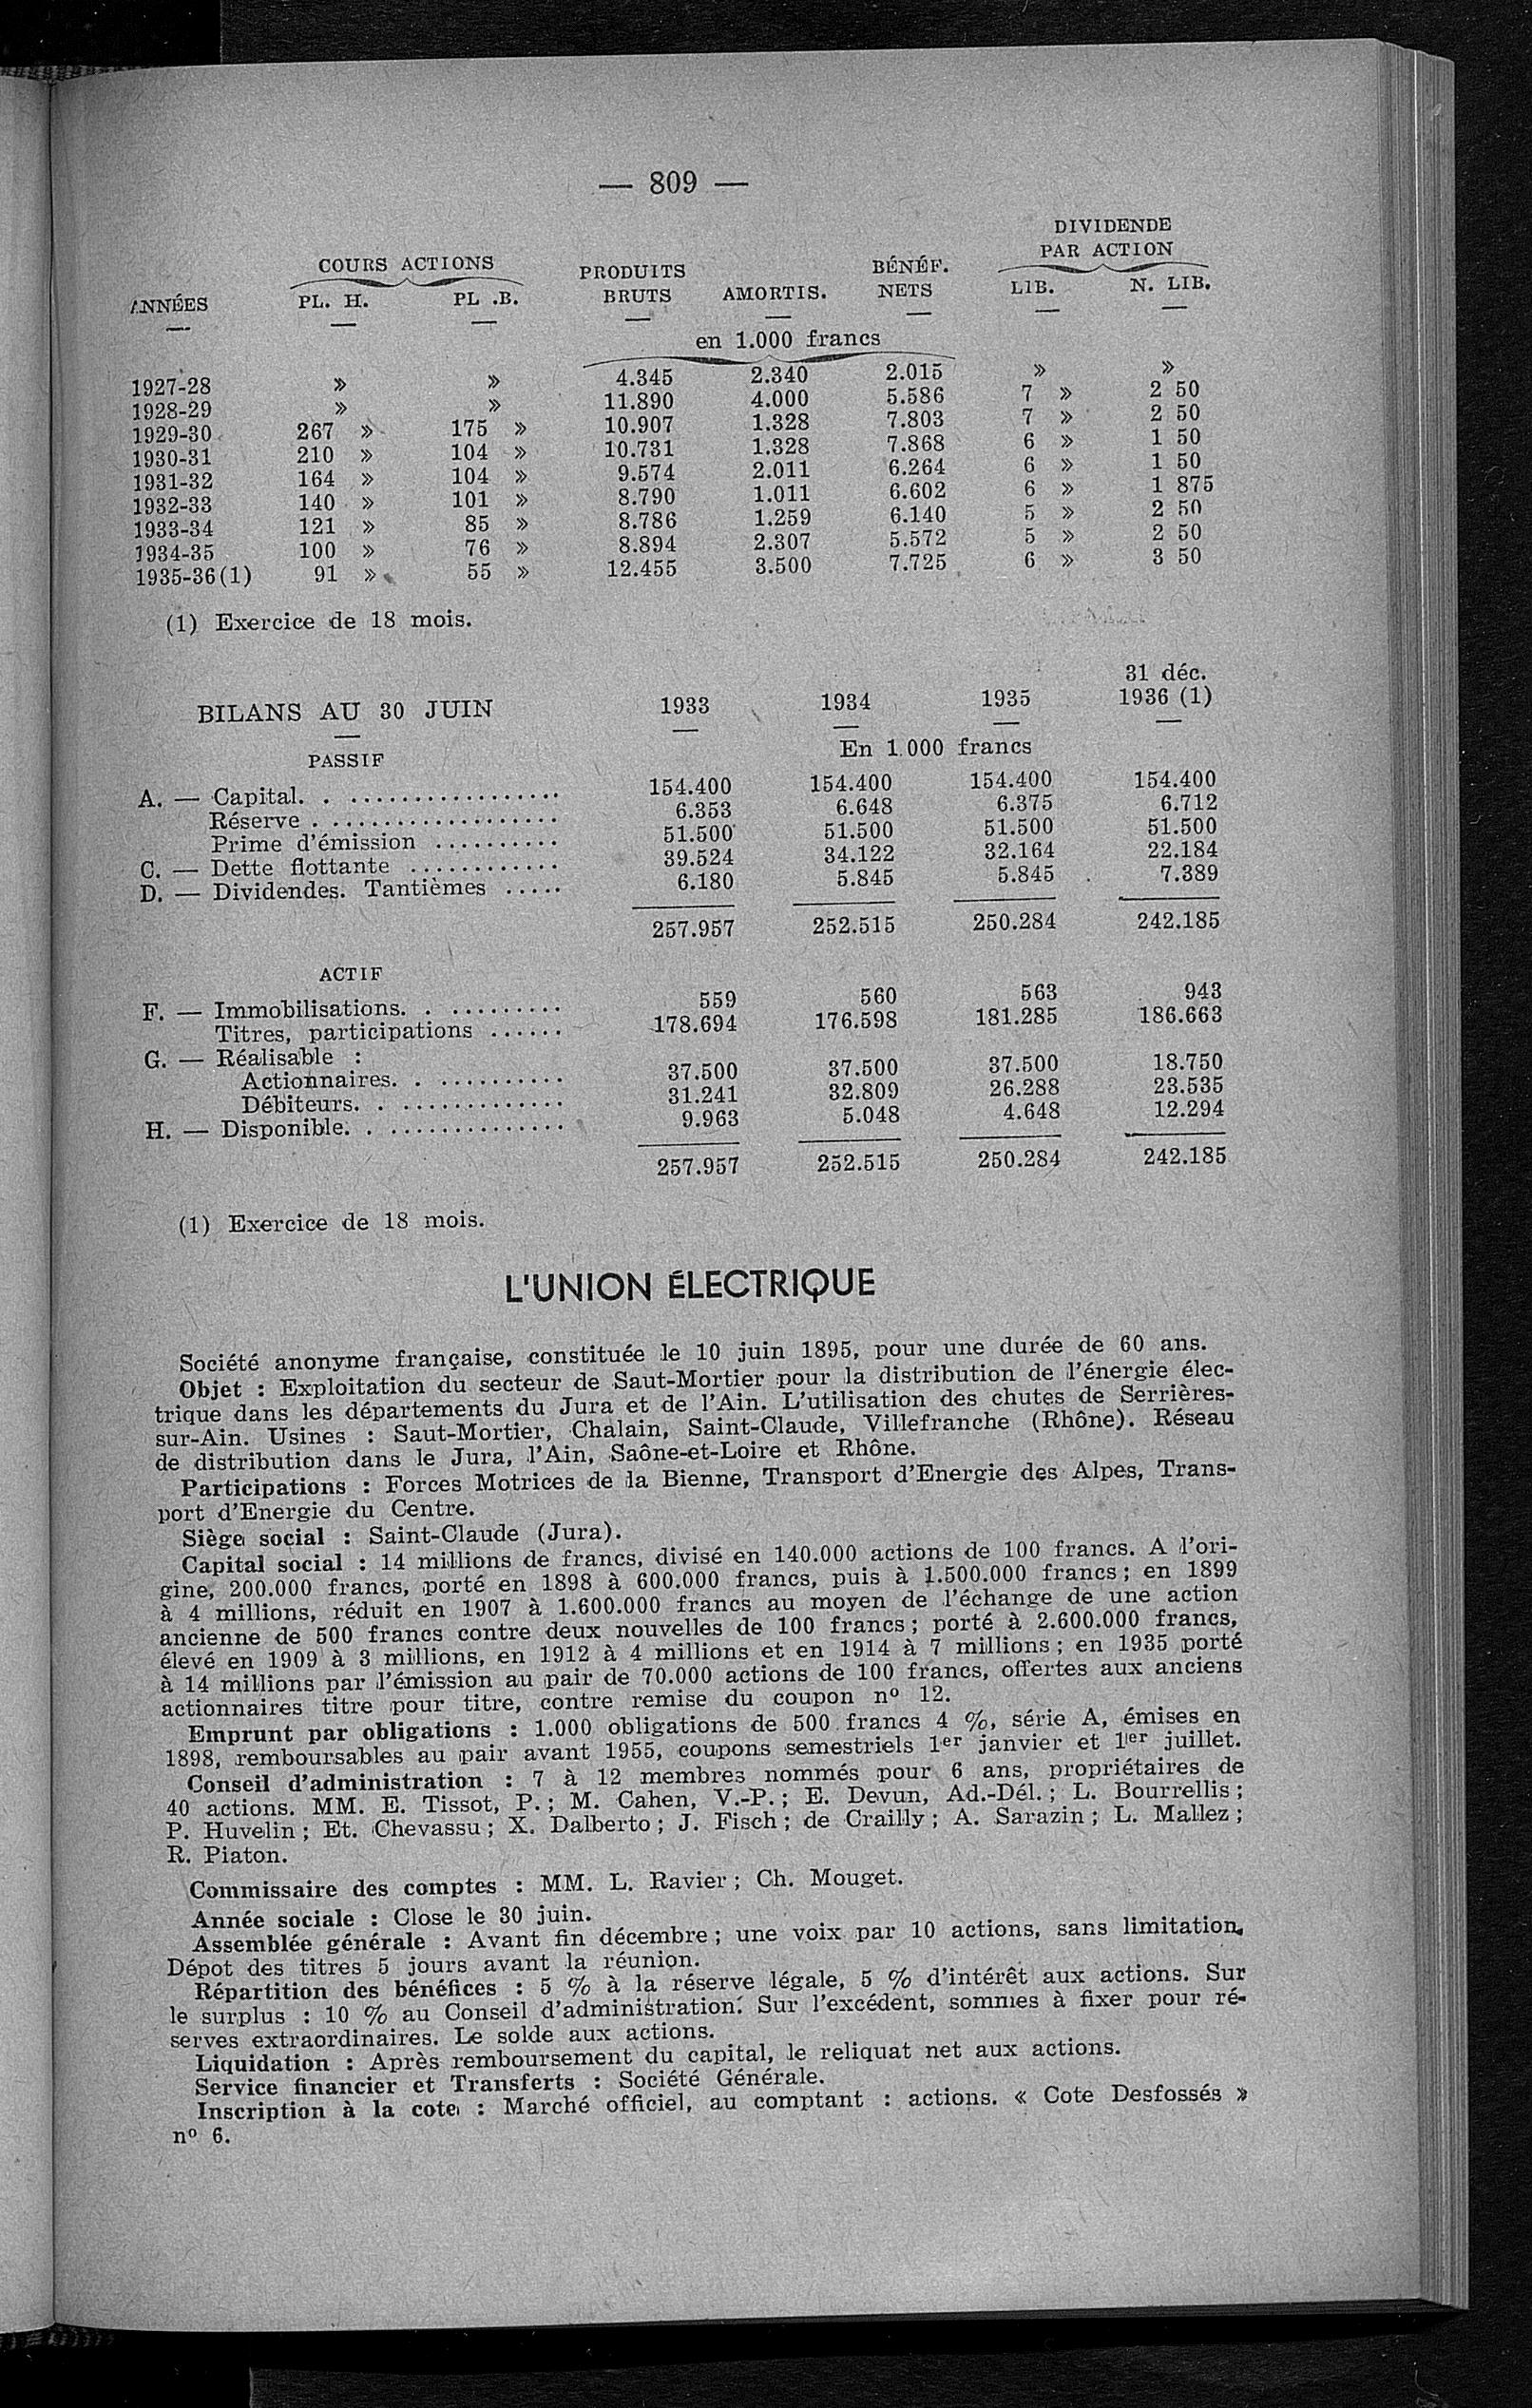 — 809 —
DIVIDENDE
COURS ACTIONS PRODUITS BÉNÉF. PAR ACTION
ANNÉES PL. H. PL .B. BRUTS AMORTIS. NETS LIB. N. LIB.
en 1.000 francs
1927-28 » » 4.345 2.340 2.015 » »
1928-29 » » 11.890 4.000 5.586 7 » 2 50
1929-30 267 » 175 » 10.907 1.328 7.803 7 » 2 50
1930-31 210 » 104 » 10.731 1.328 7.868 6 » 1 50
1931-32 164 » 104 » 9.574 2.011 6.264 6 » 1 50
1932-33 140 » 101 » 8.790 1.011 6.602 6 » 1 875
1933-34 121 » 85 » 8.786 1.259 6.140 5 » 2 50
1934-35 100 » 76 » 8.894 2.307 5.572 5 » 2 50
1935-36(1) 91 » 55 » 12.455 3.500 7.725 6 » 3 50
(1) Exercice de 18 mois.
31 déc.
BILANS AU 30 JUIN 1933 1934 1935 1936 (1)
En 1.000 francs
PASSIF
A. — Capital. . . . . . . . . . . . . . . . . . . 154.400 154.400 154.400 154.400
Réserve . . . . . . . . . . . . . . . . . . . 6.353 6.648 6.375 6.712
Prime d'émission . . . . . . . . . . 51.500 51.500 51.500 51.500
C. — Dette flottante . . . . . . . . . . . . 39.524 34.122 32.164 22.184
D. — Dividendes. Tantièmes . . . . . 6.180 5.845 5.845 7.389
257.957 252.515 250.284 242.185
ACTIF
F. — Immobilisations. . . . . . . . . . . 559 560 563 943
Titres, participations . . . . . . 178.694 176.598 181.285 186.663
G. — Réalisable :
Actionnaires. . . . . . . . . . . . 37.500 37.500 37.500 18.750
Débiteurs. . . . . . . . . . . . . . . 31.241 32.809 26.288 23.535
H. — Disponible. . . . . . . . . . . . . . . . 9.963 5.048 4.648 12.294
257.957 252.515 250.284 242.185
(1) Exercice de 18 mois.
L'UNION ÉLECTRIQUE
Société anonyme française, constituée le 10 juin 1895, pour une durée de 60 ans.
Objet : Exploitation du secteur de Saut-Mortier pour la distribution de l'énergie élec-
trique dans les départements du Jura et de l'Ain. L'utilisation des chutes de Serrières-
sur-Ain. Usines : Saut-Mortier, Chalain, Saint-Claude, Villefranche (Rhône). Réseau
de distribution dans le Jura, l'Ain, Saône-et-Loire et Rhône.
Participations : Forces Motrices de la Bienne, Transport d'Energie des Alpes, Trans-
port d'Energie du Centre.
Siège social : Saint-Claude (Jura).
Capital social : 14 millions de francs, divisé en 140.000 actions de 100 francs. A l'ori-
gine, 200.000 francs, porté en 1898 à 600.000 francs, puis à 1.500.000 francs ; en 1899
à 4 millions, réduit en 1907 à 1.600.000 francs au moyen de l'échange de une action
ancienne de 500 francs contre deux nouvelles de 100 francs ; porté à 2.600.000 francs,
élevé en 1909 à 3 millions, en 1912 à 4 millions et en 1914 à 7 millions ; en 1935 porté
à 14 millions par l'émission au pair de 70.000 actions de 100 francs, offertes aux anciens
actionnaires titre pour titre, contre remise du coupon nº 12.
Emprunt par obligations : 1.000 obligations de 500 francs 4 %, série A, émises en
1898, remboursables au pair avant 1955, coupons semestriels 1er janvier et 1er juillet.
Conseil d'administration : 7 à 12 membres nommés pour 6 ans, propriétaires de
40 actions. MM. E. Tissot, P. ; M. Cahen, V.-P. ; E. Devun, Ad.-Dél. ; L. Bourrellis ;
P. Huvelin ; Et. Chevassu ; X. Dalberto ; J. Fisch ; de Crailly ; A. Sarazin ; L. Mallez ;
R. Piaton.
Commissaire des comptes : MM. L. Ravier ; Ch. Mouget.
Année sociale : Close le 30 juin.
Assemblée générale : Avant fin décembre ; une voix par 10 actions, sans limitation.
Dépot des titres 5 jours avant la réunion.
Répartition des bénéfices : 5 % à la réserve légale, 5 % d'intérêt aux actions. Sur
le surplus : 10 % au Conseil d'administration. Sur l'excédent, sommes à fixer pour ré-
serves extraordinaires. Le solde aux actions.
Liquidation : Après remboursement du capital, le reliquat net aux actions.
Service financier et Transferts : Société Générale.
Inscription à la cote : Marché officiel, au comptant : actions. « Cote Desfossés »
nº 6.